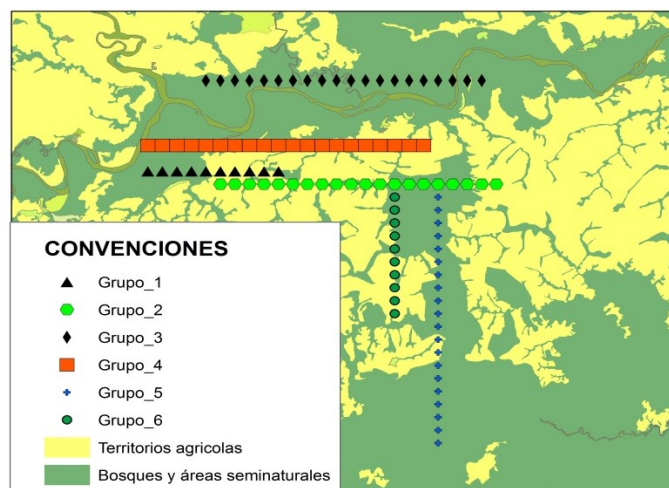 CONVENCIONES
Grupo_1
Grupo_2
Grupo_3
Grupo_4
Grupo_5
Grupo_6
Territorios agricolas
Bosques y áreas seminaturales